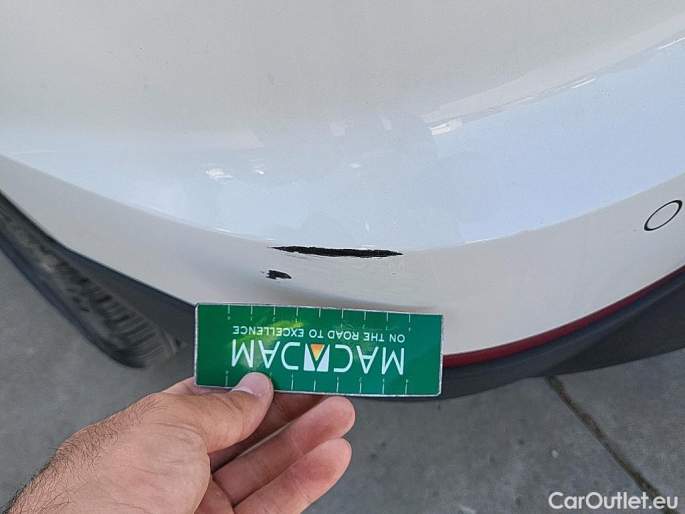 MACADAM
ON THE ROAD TO EXCELLENCE
CarOutlet.eu